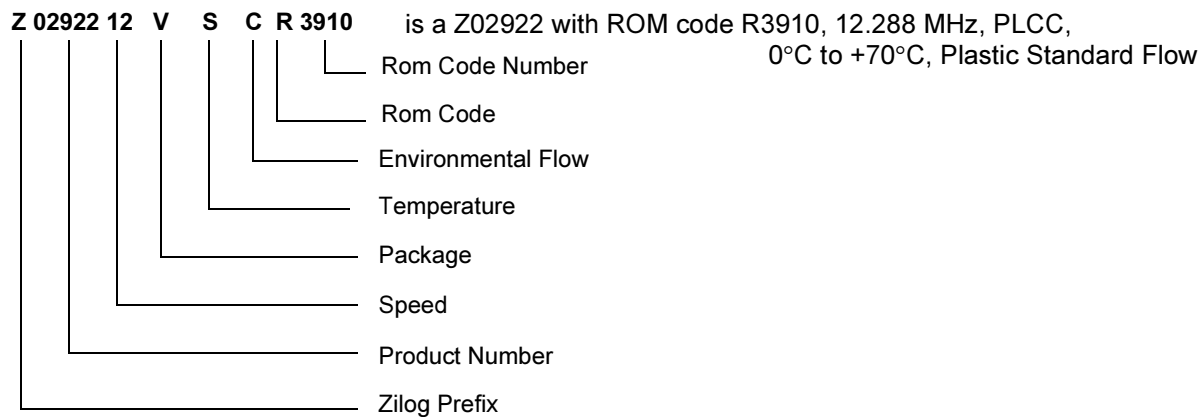 Z 02922 12 V S C R 3910 is a Z02922 with ROM code R3910, 12.288 MHz, PLCC,
0°C to +70°C, Plastic Standard Flow
Rom Code Number
Rom Code
Environmental Flow
Temperature
Package
Speed
Product Number
Zilog Prefix